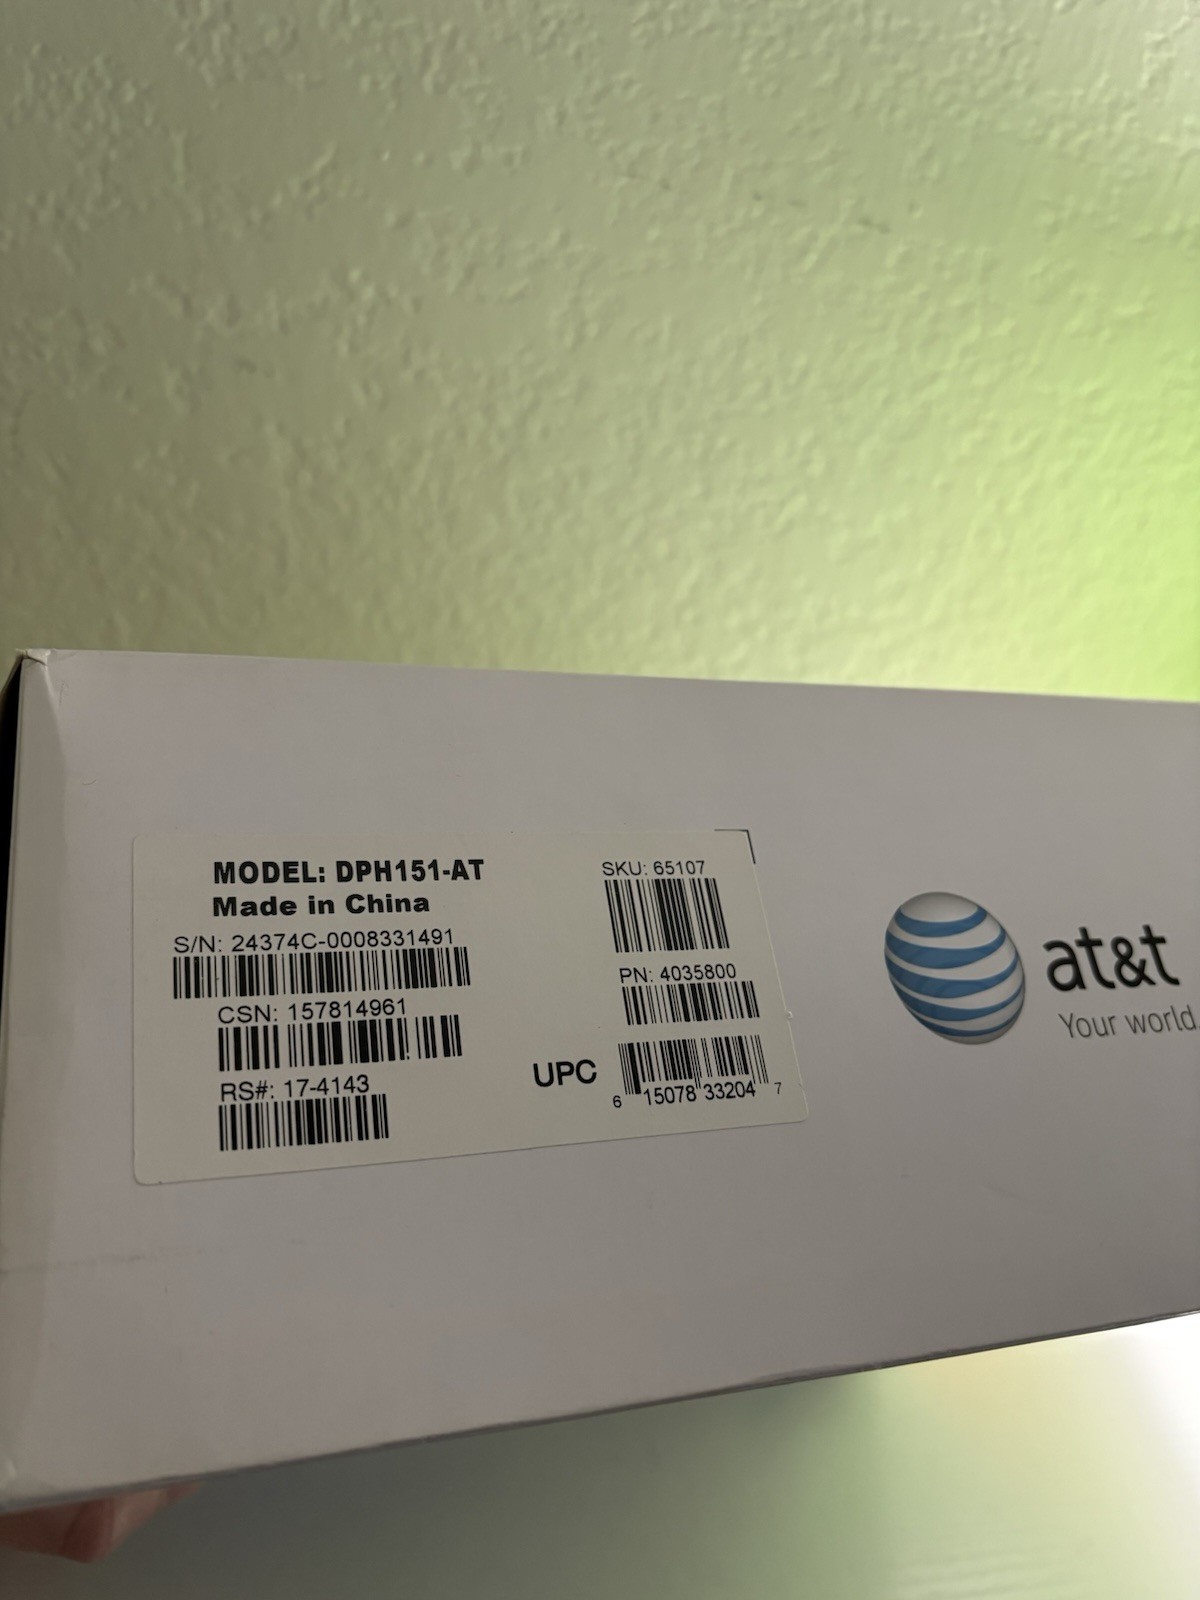 MODEL: DPH151-AT
Made in China
S/N: 24374C-0008331491
CSN: 157814961
RS#: 17-4143
SKU: 65107
PN: 4035800
UPC
6 15078 33204 7
at&t
Your world.